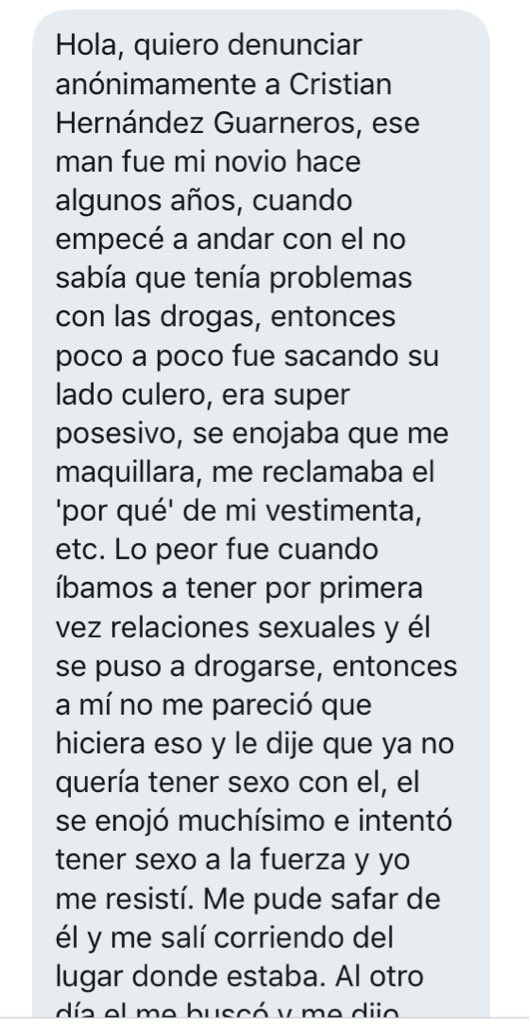 Hola, quiero denunciar
anónimamente a Cristian
Hernández Guarneros, ese
man fue mi novio hace
algunos años, cuando
empecé a andar con el no
sabía que tenía problemas
con las drogas, entonces
poco a poco fue sacando su
lado culero, era super
posesivo, se enojaba que me
maquillara, me reclamaba el
'por qué' de mi vestimenta,
etc. Lo peor fue cuando
íbamos a tener por primera
vez relaciones sexuales y él
se puso a drogarse, entonces
a mí no me pareció que
hiciera eso y le dije que ya no
quería tener sexo con el, el
se enojó muchísimo e intentó
tener sexo a la fuerza y yo
me resistí. Me pude safar de
él y me salí corriendo del
lugar donde estaba. Al otro
día el me buscó y me dijo